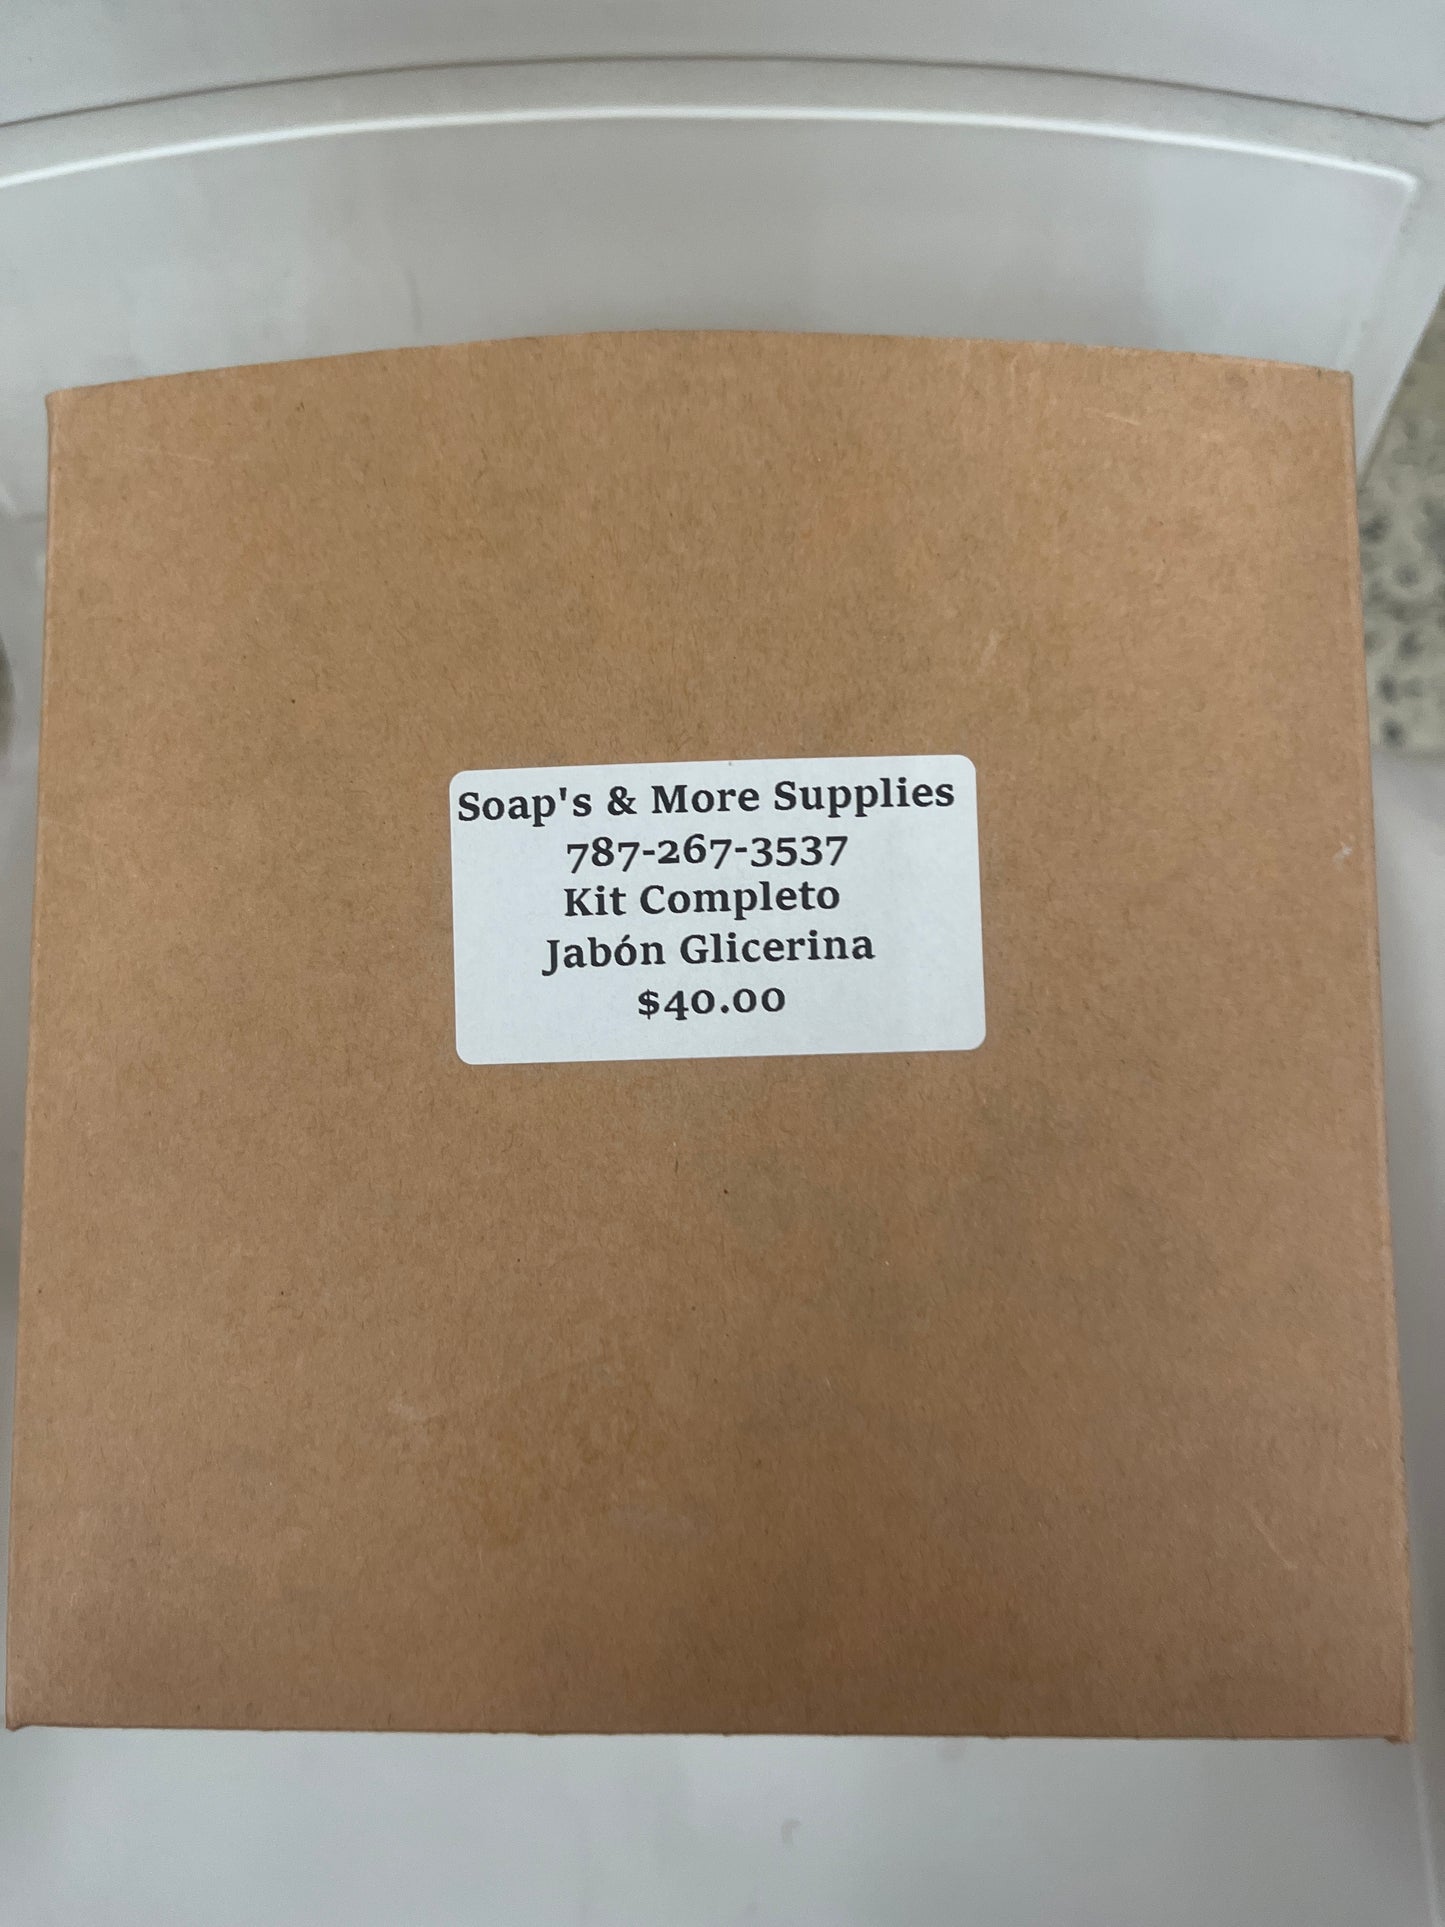 Soap's & More Supplies
787-267-3537
Kit Completo
Jabón Glicerina
$40.00